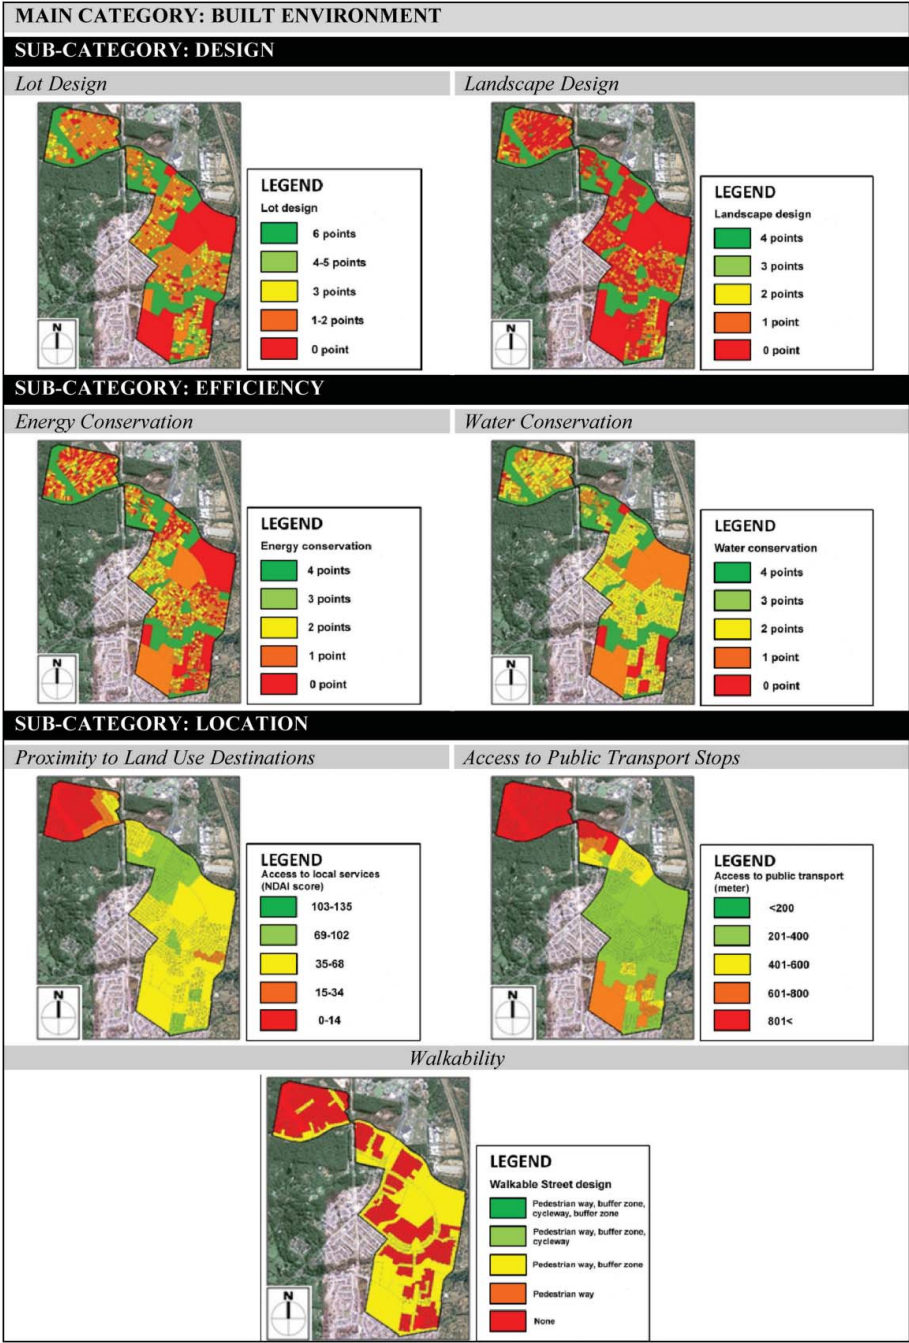 MAIN CATEGORY: BUILT ENVIRONMENT
SUB-CATEGORY: DESIGN
Lot Design
Landscape Design
N
LEGEND
Lot design
6 points
4-5 points
3 points
1-2 points
0 point
N
LEGEND
Landscape design
4 points
3 points
2 points
1 point
0 point
SUB-CATEGORY: EFFICIENCY
Energy Conservation
Water Conservation
N
LEGEND
Energy conservation
4 points
3 points
2 points
1 point
0 point
N
LEGEND
Water conservation
4 points
3 points
2 points
1 point
0 point
SUB-CATEGORY: LOCATION
Proximity to Land Use Destinations
Access to Public Transport Stops
N
LEGEND
Access to local services
(NDAI score)
103-135
69-102
35-68
15-34
0-14
N
LEGEND
Access to public transport
(meter)
<200
201-400
401-600
601-800
801<
Walkability
N
LEGEND
Walkable Street design
Pedestrian way, buffer zone,
cycleway, buffer zone
Pedestrian way, buffer zone,
cycleway
Pedestrian way, buffer zone
Pedestrian way
None